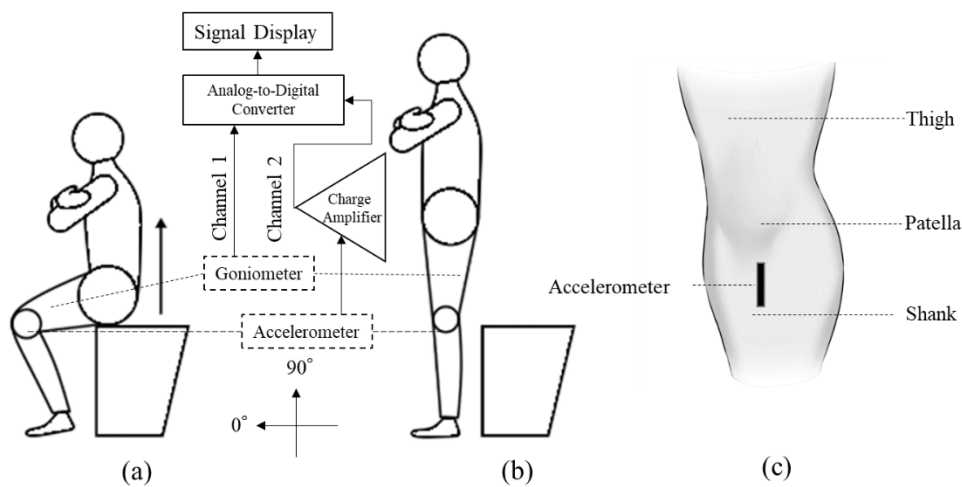 Signal Display
Analog-to-Digital
Converter
Channel 1
Channel 2
Charge
Amplifier
Goniometer
Accelerometer
90°
0°
(a)
(b)
Thigh
Patella
Accelerometer
Shank
(c)